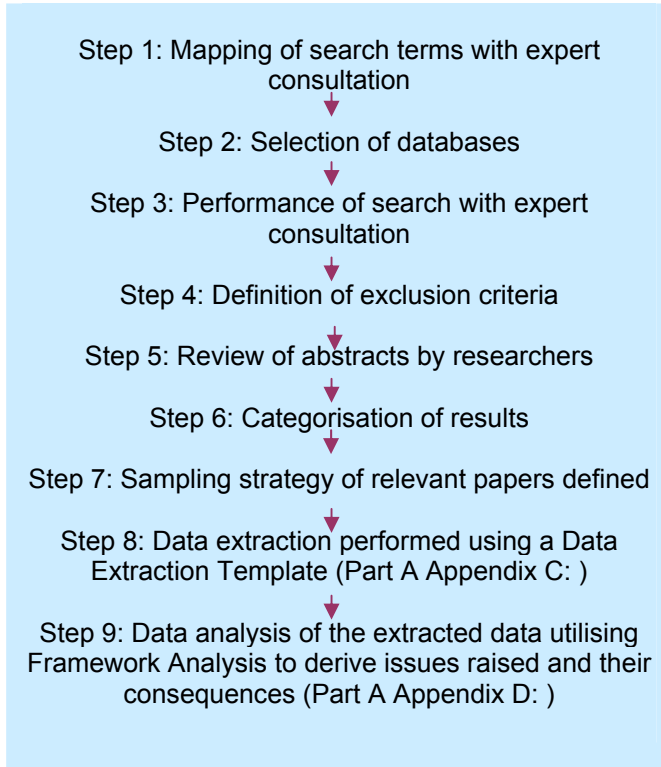 Step 1: Mapping of search terms with expert
consultation
Step 2: Selection of databases
Step 3: Performance of search with expert
consultation
Step 4: Definition of exclusion criteria
Step 5: Review of abstracts by researchers
Step 6: Categorisation of results
Step 7: Sampling strategy of relevant papers defined
Step 8: Data extraction performed using a Data
Extraction Template (Part A Appendix C: )
Step 9: Data analysis of the extracted data utilising
Framework Analysis to derive issues raised and their
consequences (Part A Appendix D: )